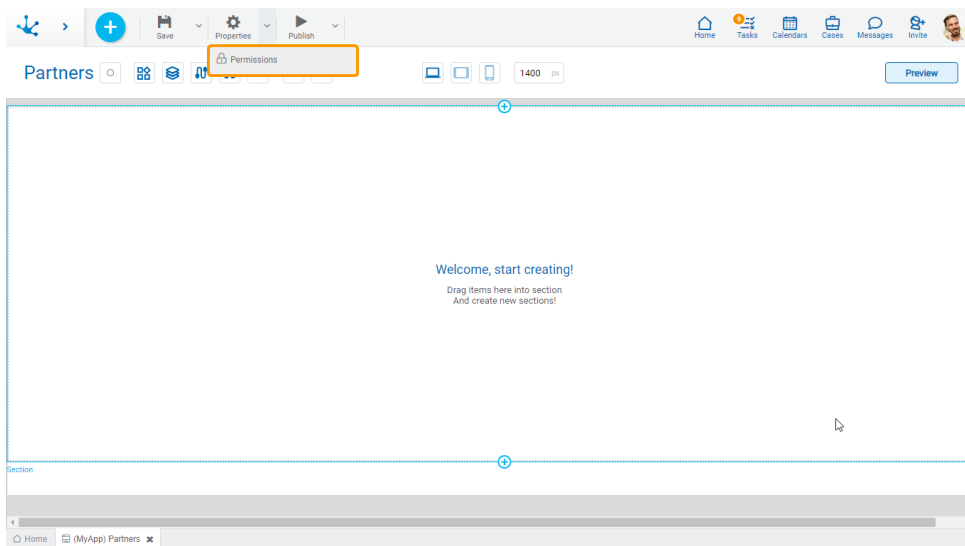 Save
Properties
Publish
Home
9
Tasks
Calendars
Cases
Messages
Invite
Permissions
Partners
1400 px
Preview
Welcome, start creating!
Drag items here into section
And create new sections!
Section
Home
(MyApp) Partners